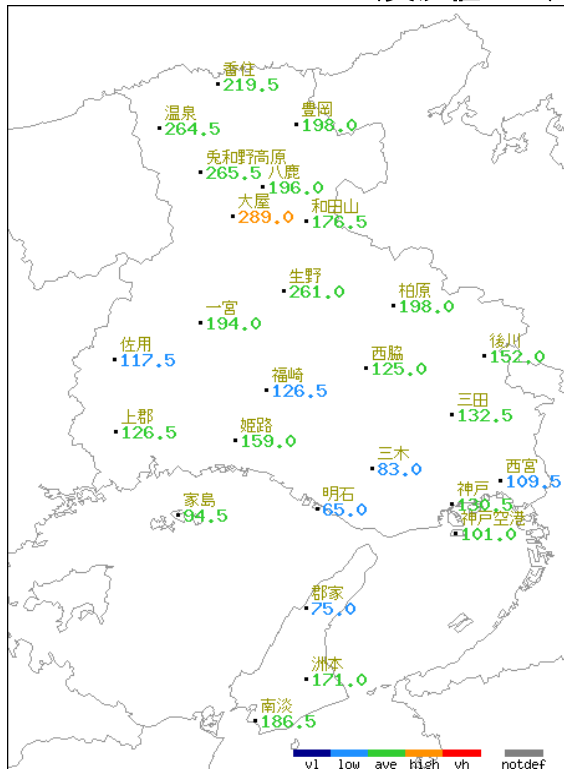 香住
219.5
豊岡
198.0
温泉
264.5
兎和野高原
265.5
八鹿
196.0
大屋
289.0
和田山
176.5
生野
261.0
柏原
198.0
一宮
194.0
後川
152.0
佐用
117.5
西脇
125.0
福崎
126.5
三田
132.5
上郡
126.5
姫路
159.0
三木
83.0
西宮
109.5
家島
94.5
明石
65.0
神戸
130.5
神戸空港
101.0
郡家
75.0
洲本
171.0
南淡
186.5
vl low ave high vh notdef